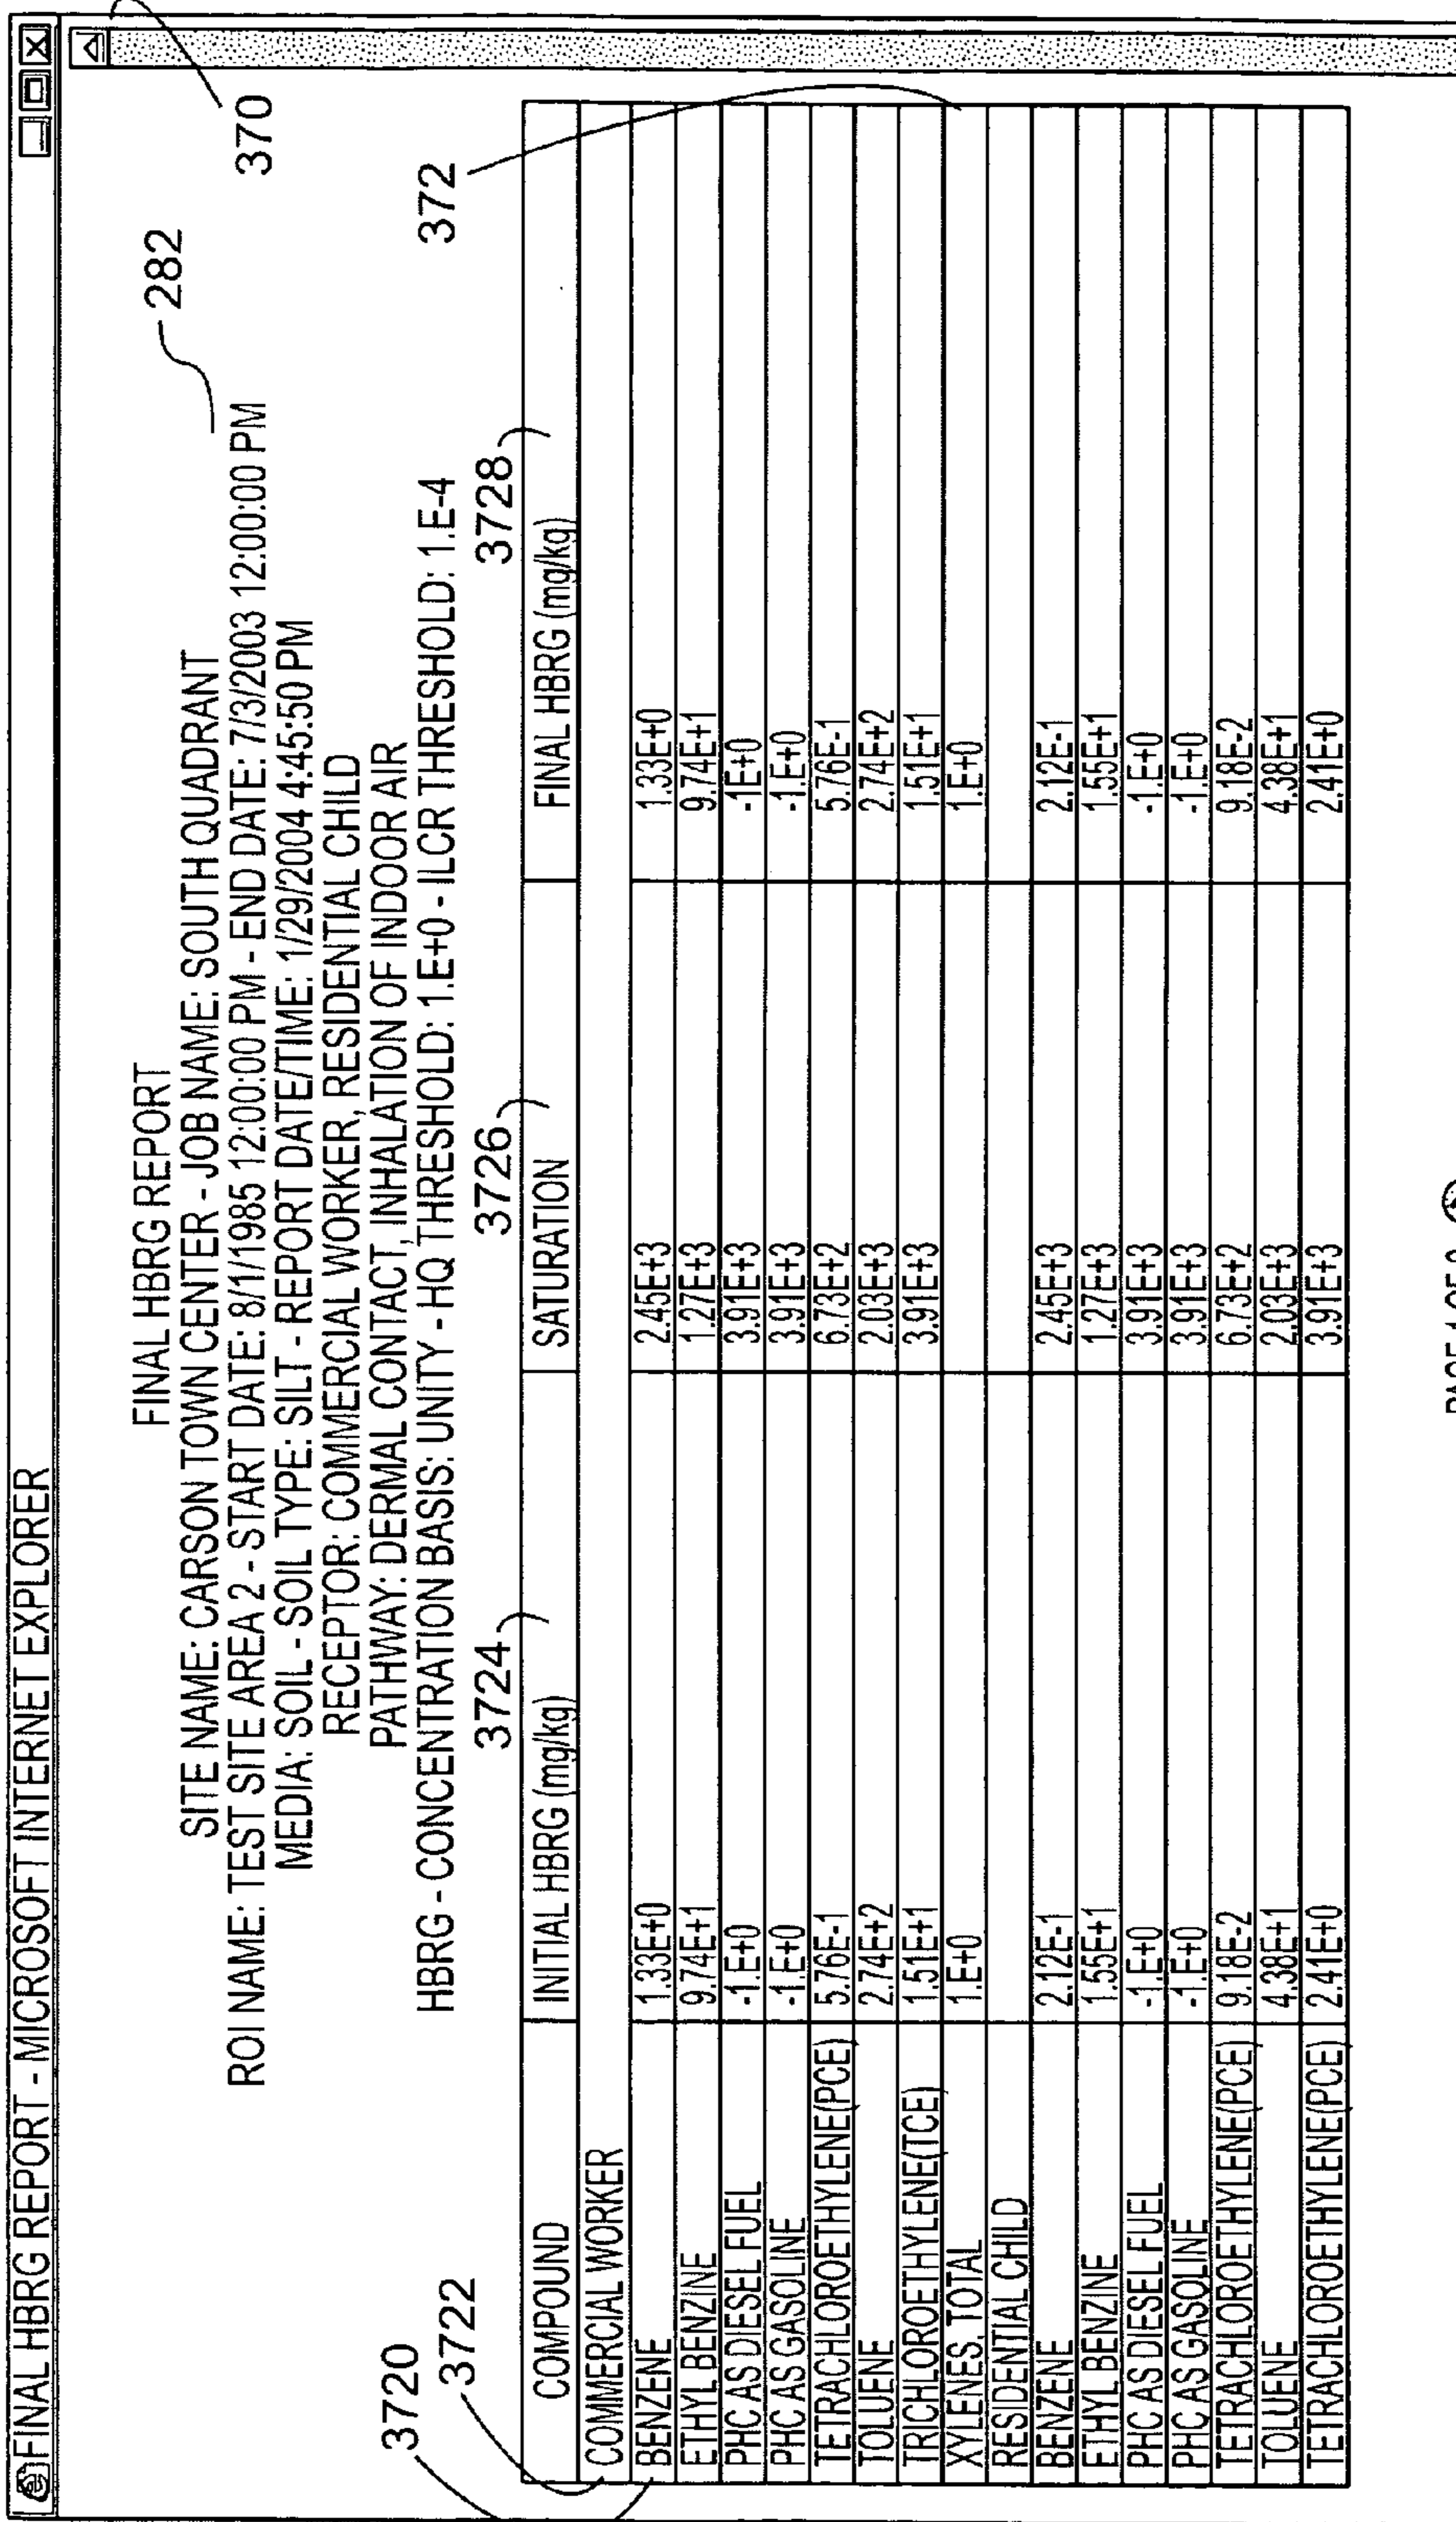 FINAL HBRG REPORT - MICROSOFT INTERNET EXPLORER
370
282
FINAL HBRG REPORT
SITE NAME: CARSON TOWN CENTER - JOB NAME: SOUTH QUADRANT
ROI NAME: TEST SITE AREA 2 - START DATE: 8/1/1985 12:00:00 PM - END DATE: 7/3/2003 12:00:00 PM
MEDIA: SOIL - SOIL TYPE: SILT - REPORT DATE/TIME: 1/29/2004 4:45:50 PM
RECEPTOR: COMMERCIAL WORKER, RESIDENTIAL CHILD
PATHWAY: DERMAL CONTACT, INHALATION OF INDOOR AIR
HBRG - CONCENTRATION BASIS: UNITY - HQ THRESHOLD: 1.E+0 - ILCR THRESHOLD: 1.E-4
3720
3722
3724
3726
3728
372
COMPOUND INITIAL HBRG (mg/kg) SATURATION FINAL HBRG (mg/kg)
COMMERCIAL WORKER
BENZENE 1.33E+0 2.45E+3 1.33E+0
ETHYL BENZINE 9.74E+1 1.27E+3 9.74E+1
PHC AS DIESEL FUEL -1.E+0 3.91E+3 -1E+0
PHC AS GASOLINE -1.E+0 3.91E+3 -1.E+0
TETRACHLOROETHYLENE(PCE) 5.76E-1 6.73E+2 5.76E-1
TOLUENE 2.74E+2 2.03E+3 2.74E+2
TRICHLOROETHYLENE(TCE) 1.51E+1 3.91E+3 1.51E+1
XYLENES, TOTAL 1.E+0 1.E+0
RESIDENTIAL CHILD
BENZENE 2.12E-1 2.45E+3 2.12E-1
ETHYL BENZINE 1.55E+1 1.27E+3 1.55E+1
PHC AS DIESEL FUEL -1.E+0 3.91E+3 -1.E+0
PHC AS GASOLINE -1.E+0 3.91E+3 -1.E+0
TETRACHLOROETHYLENE(PCE) 9.18E-2 6.73E+2 9.18E-2
TOLUENE 4.38E+1 2.03E+3 4.38E+1
TETRACHLOROETHYLENE(PCE) 2.41E+0 3.91E+3 2.41E+0